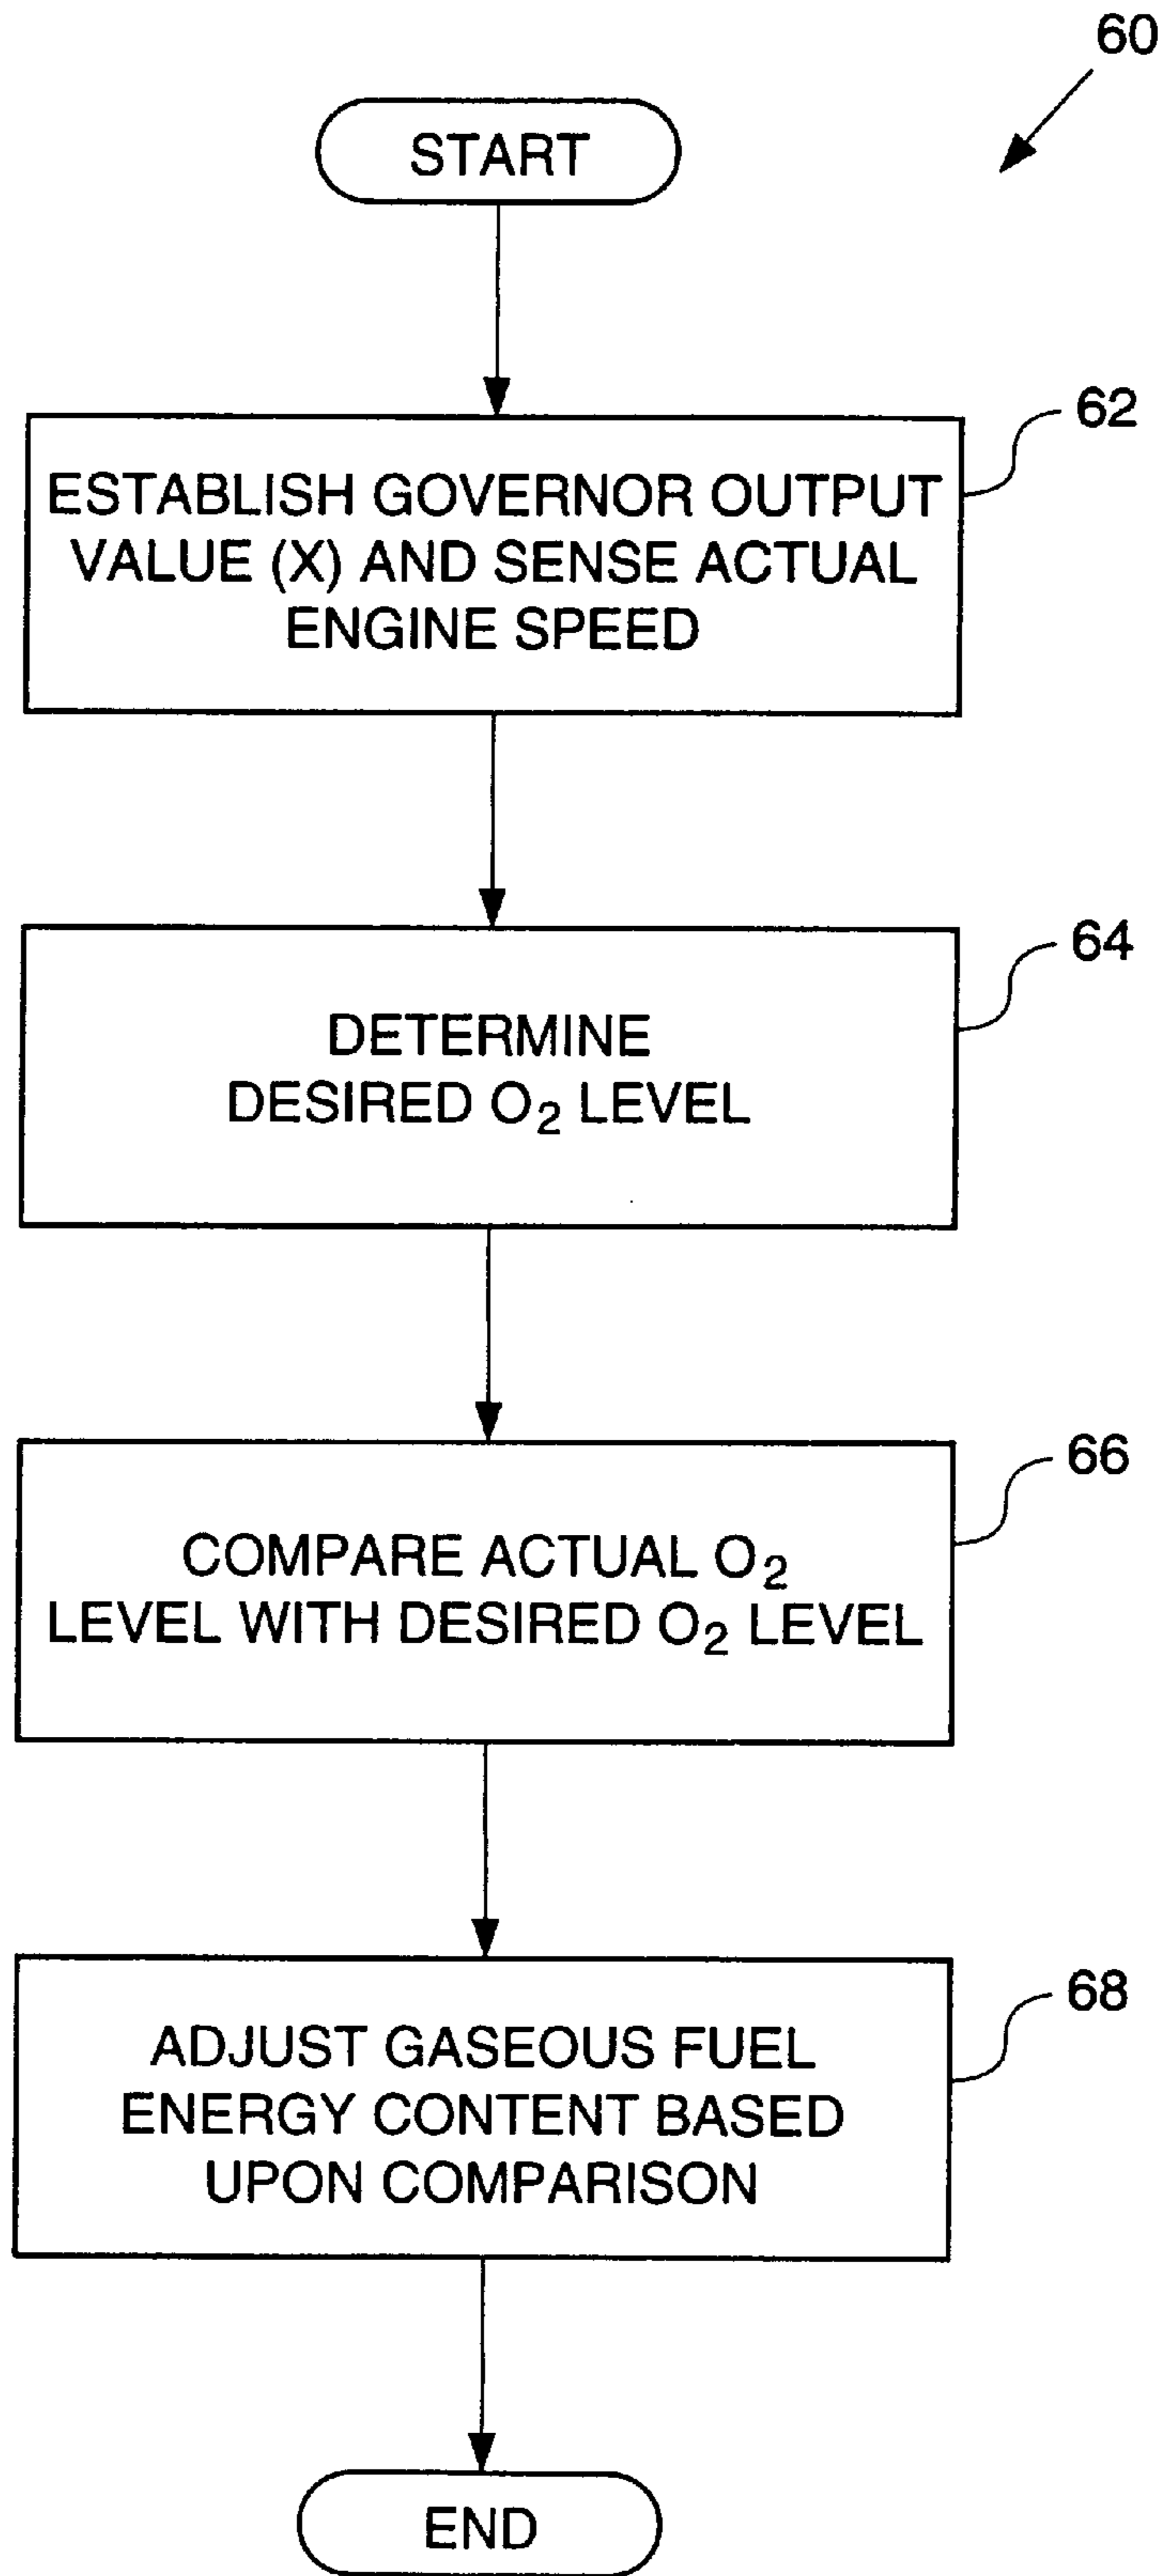 60
START
62
ESTABLISH GOVERNOR OUTPUT
VALUE (X) AND SENSE ACTUAL
ENGINE SPEED
64
DETERMINE
DESIRED O₂ LEVEL
66
COMPARE ACTUAL O₂
LEVEL WITH DESIRED O₂ LEVEL
68
ADJUST GASEOUS FUEL
ENERGY CONTENT BASED
UPON COMPARISON
END